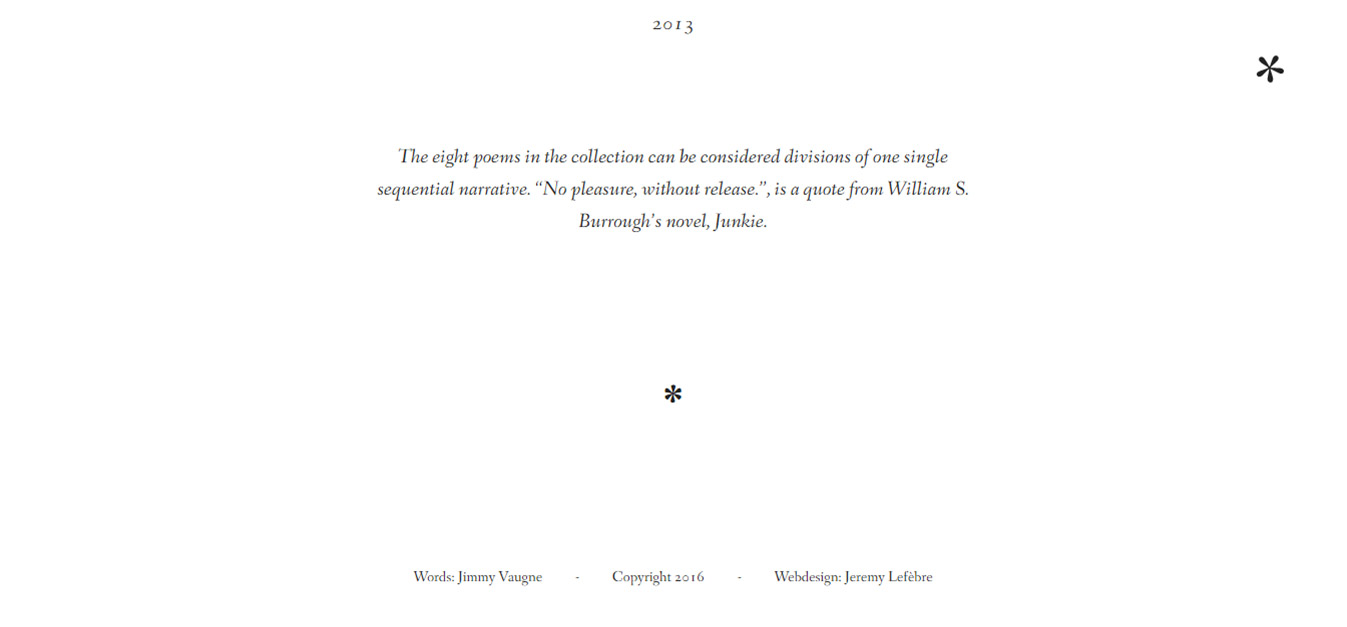 2013
*
The eight poems in the collection can be considered divisions of one single
sequential narrative. “No pleasure, without release.”, is a quote from William S.
Burrough’s novel, Junkie.
*
Words: Jimmy Vaugne - Copyright 2016 - Webdesign: Jeremy Lefèbre